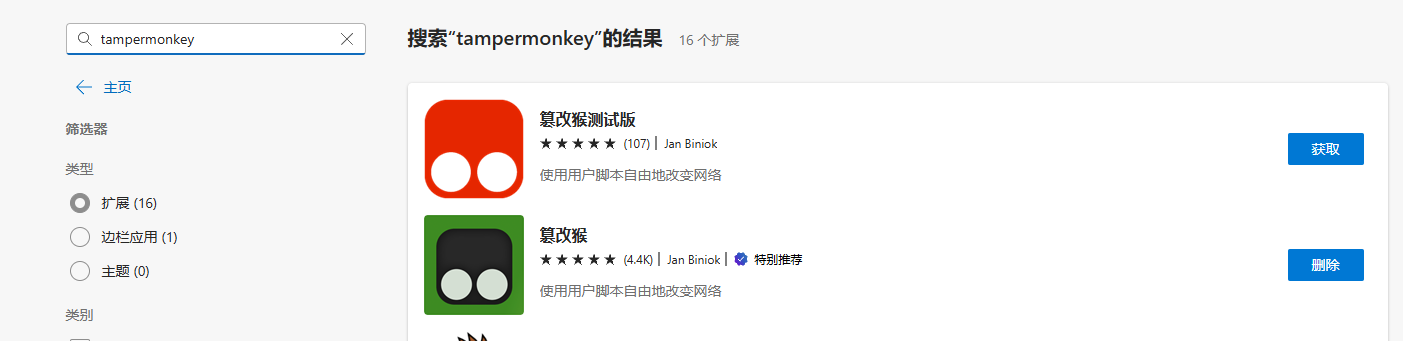 tampermonkey
搜索“tampermonkey”的结果 16 个扩展
主页
筛选器
类型
扩展 (16)
边栏应用 (1)
主题 (0)
类别
篡改猴测试版
(107) | Jan Biniok
使用用户脚本自由地改变网络
获取
篡改猴
(4.4K) | Jan Biniok | 特别推荐
使用用户脚本自由地改变网络
删除